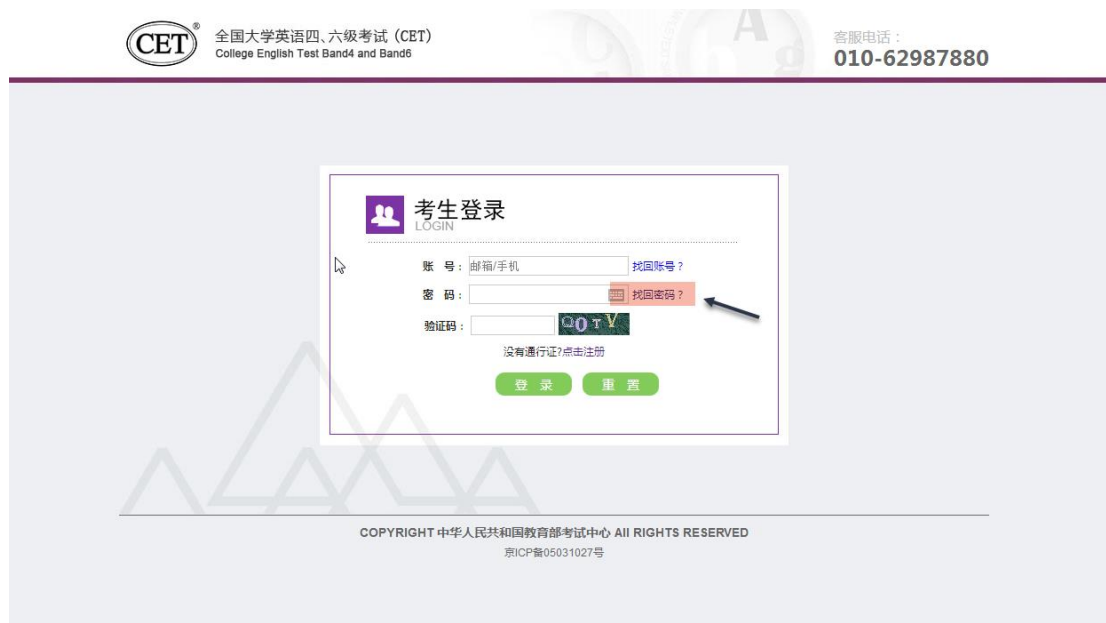 CET®
全国大学英语四、六级考试(CET)
College English Test Band4 and Band6
客服电话:
010-62987880
考生登录
LOGIN
账 号: 邮箱/手机 找回账号?
密 码: 找回密码?
验证码: QOTV
没有通行证?点击注册
登 录 重 置
COPYRIGHT 中华人民共和国教育部考试中心 All RIGHTS RESERVED
京ICP备05031027号